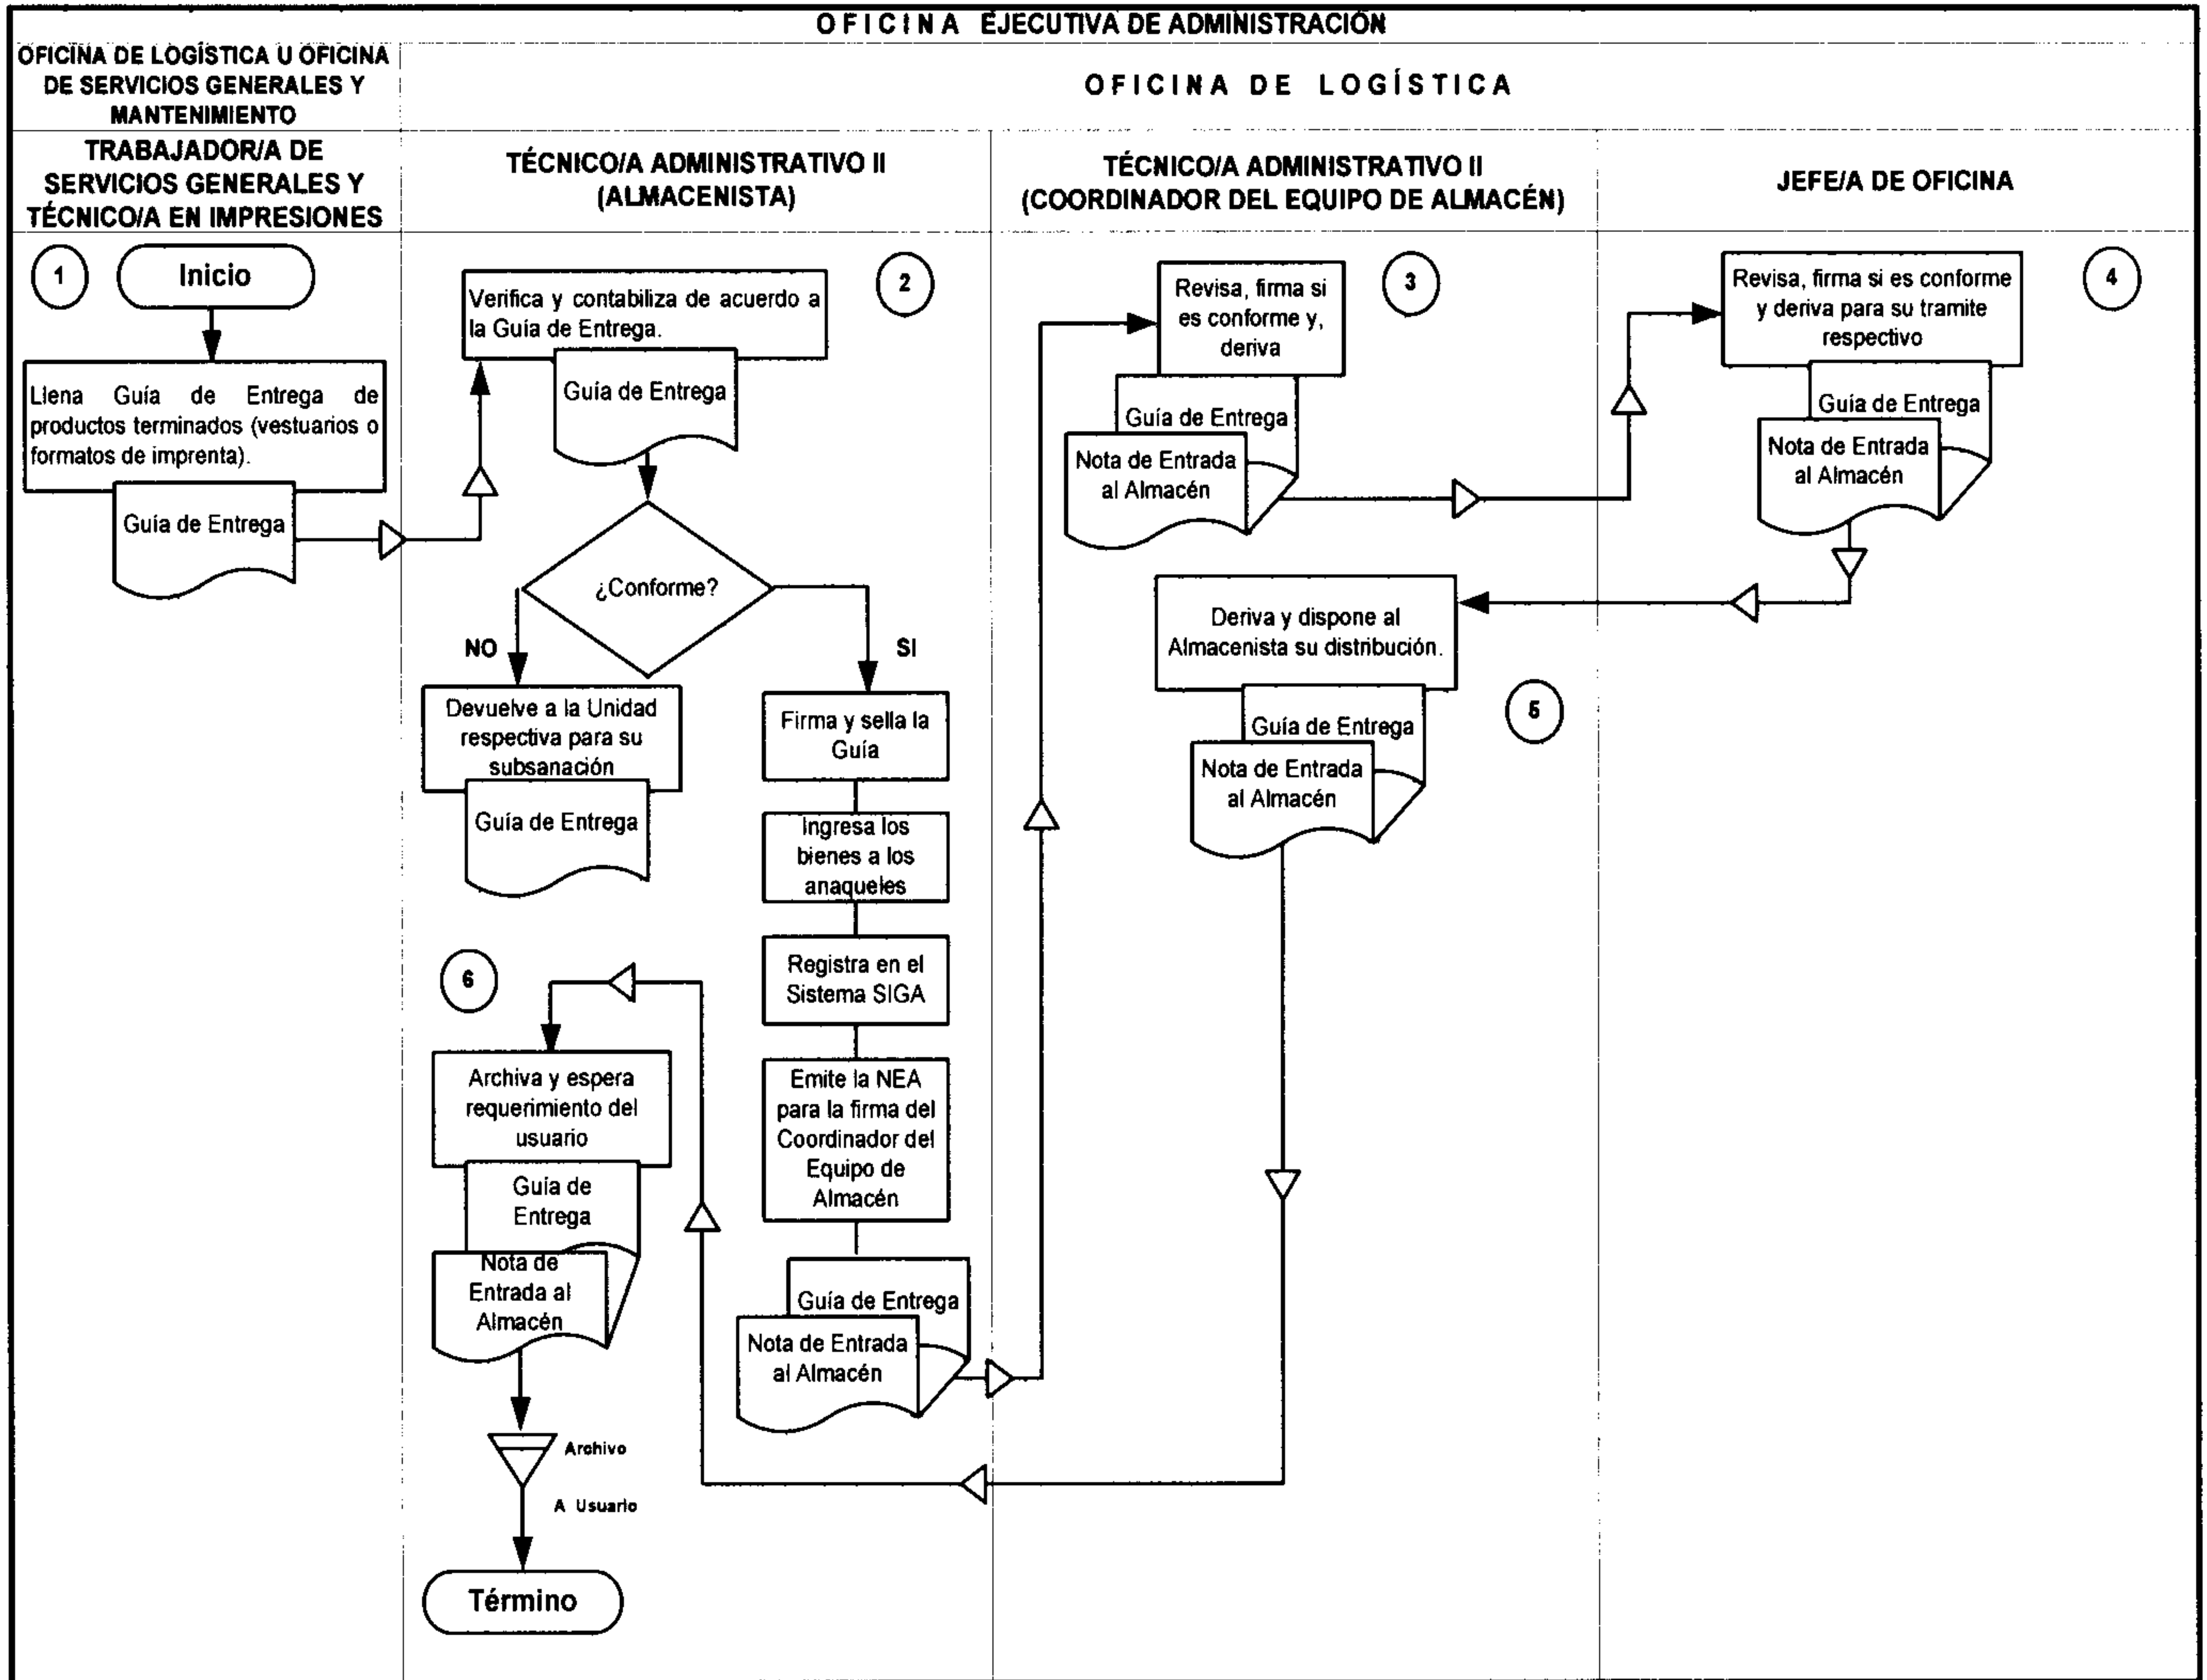 OFICINA EJECUTIVA DE ADMINISTRACIÓN
OFICINA DE LOGÍSTICA U OFICINA
DE SERVICIOS GENERALES Y
MANTENIMIENTO
OFICINA DE LOGÍSTICA
TRABAJADOR/A DE
SERVICIOS GENERALES Y
TÉCNICO/A EN IMPRESIONES
TÉCNICO/A ADMINISTRATIVO II
(ALMACENISTA)
TÉCNICO/A ADMINISTRATIVO II
(COORDINADOR DEL EQUIPO DE ALMACÉN)
JEFE/A DE OFICINA
1
Inicio
Llena Guía de Entrega de
productos terminados (vestuarios o
formatos de imprenta).
Guía de Entrega
2
Verifica y contabiliza de acuerdo a
la Guía de Entrega.
Guía de Entrega
¿Conforme?
NO
SI
Devuelve a la Unidad
respectiva para su
subsanación
Guía de Entrega
Firma y sella la
Guía
Ingresa los
bienes a los
anaqueles
Registra en el
Sistema SIGA
Emite la NEA
para la firma del
Coordinador del
Equipo de
Almacén
Guía de Entrega
Nota de Entrada
al Almacén
3
Revisa, firma si
es conforme y,
deriva
Guía de Entrega
Nota de Entrada
al Almacén
4
Revisa, firma si es conforme
y deriva para su tramite
respectivo
Guía de Entrega
Nota de Entrada
al Almacén
Deriva y dispone al
Almacenista su distribución.
5
Guía de Entrega
Nota de Entrada
al Almacén
6
Archiva y espera
requerimiento del
usuario
Guía de
Entrega
Nota de
Entrada al
Almacén
Archivo
A Usuario
Término